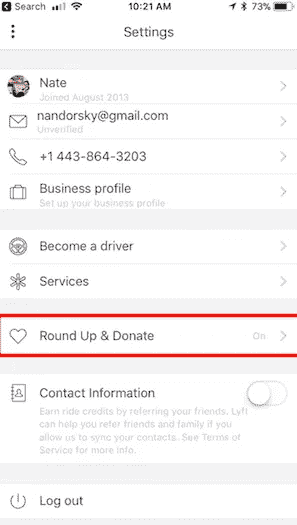 Search 10:21 AM 73%
Settings
Nate
Joined August 2013
nandorsky@gmail.com
Unverified
+1 443-864-3203
Business profile
Set up your business profile
Become a driver
Services
Round Up & Donate On
Contact Information
Earn ride credits by referring your friends. Lyft
can help you refer friends and family if you
allow us to sync your contacts. See Terms of
Service for more info.
Log out